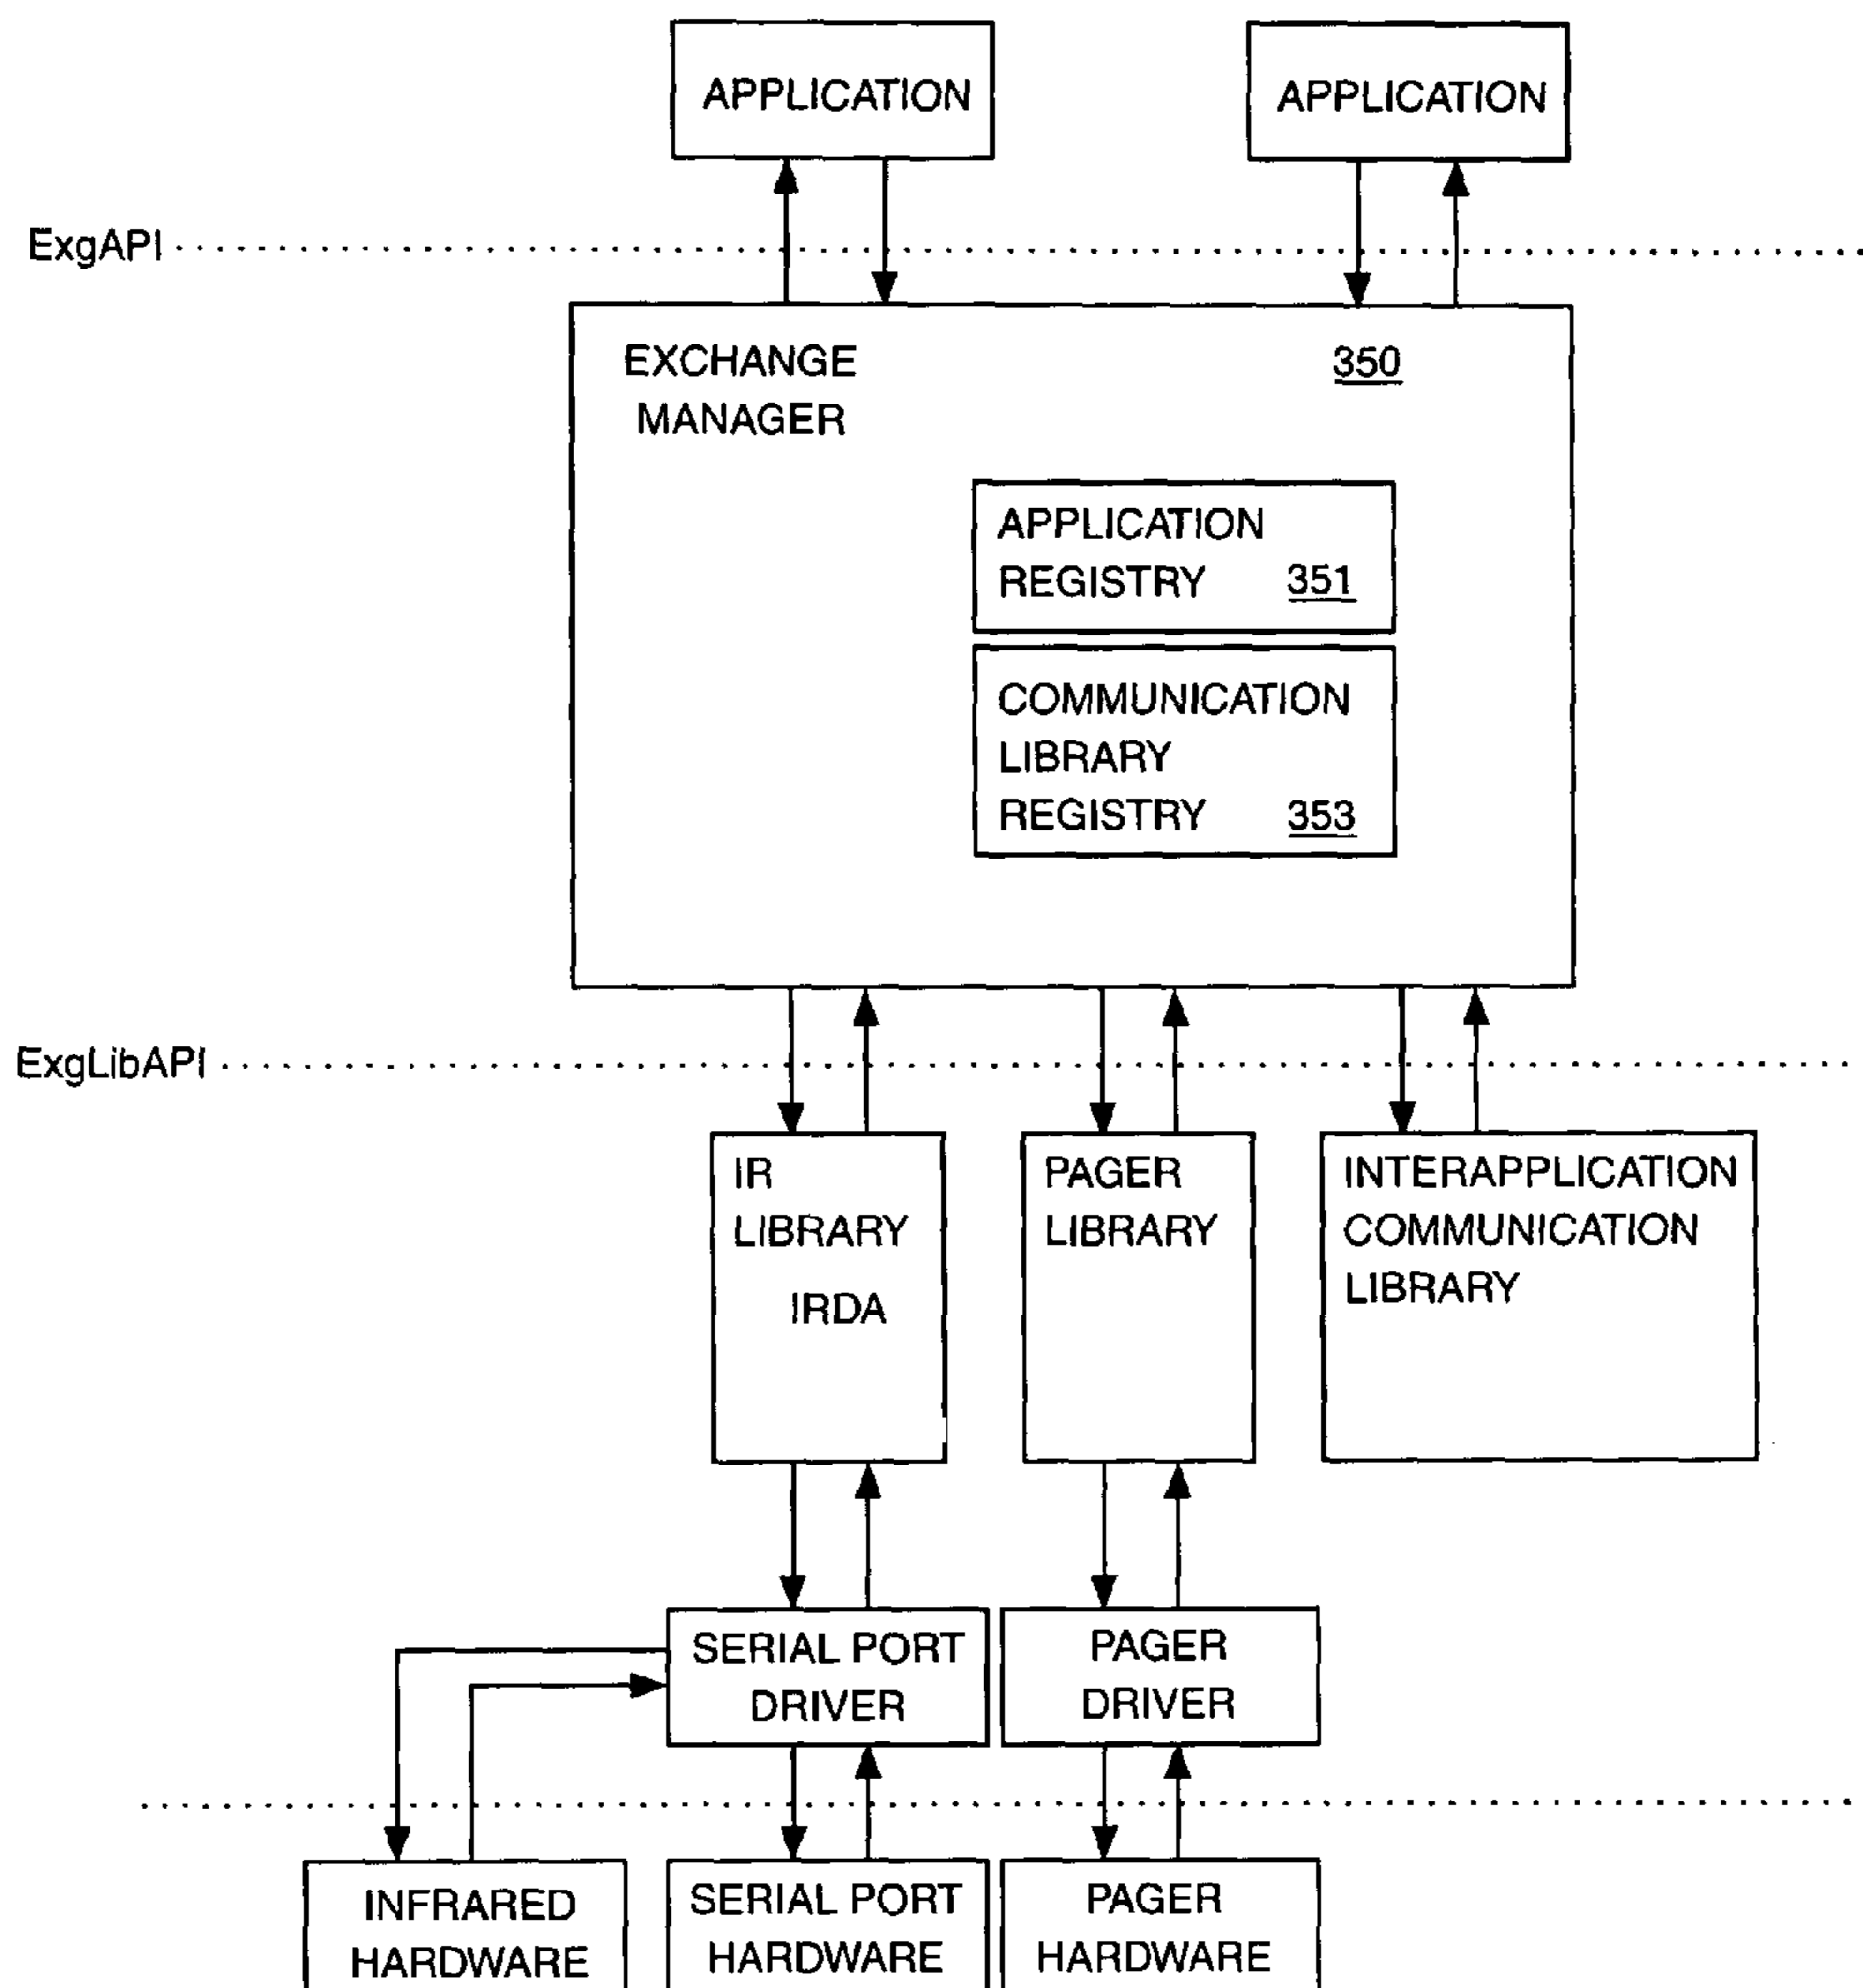 APPLICATION
APPLICATION
ExgAPI
EXCHANGE
MANAGER
350
APPLICATION
REGISTRY 351
COMMUNICATION
LIBRARY
REGISTRY 353
ExgLibAPI
IR
LIBRARY
IRDA
PAGER
LIBRARY
INTERAPPLICATION
COMMUNICATION
LIBRARY
SERIAL PORT
DRIVER
PAGER
DRIVER
INFRARED
HARDWARE
SERIAL PORT
HARDWARE
PAGER
HARDWARE